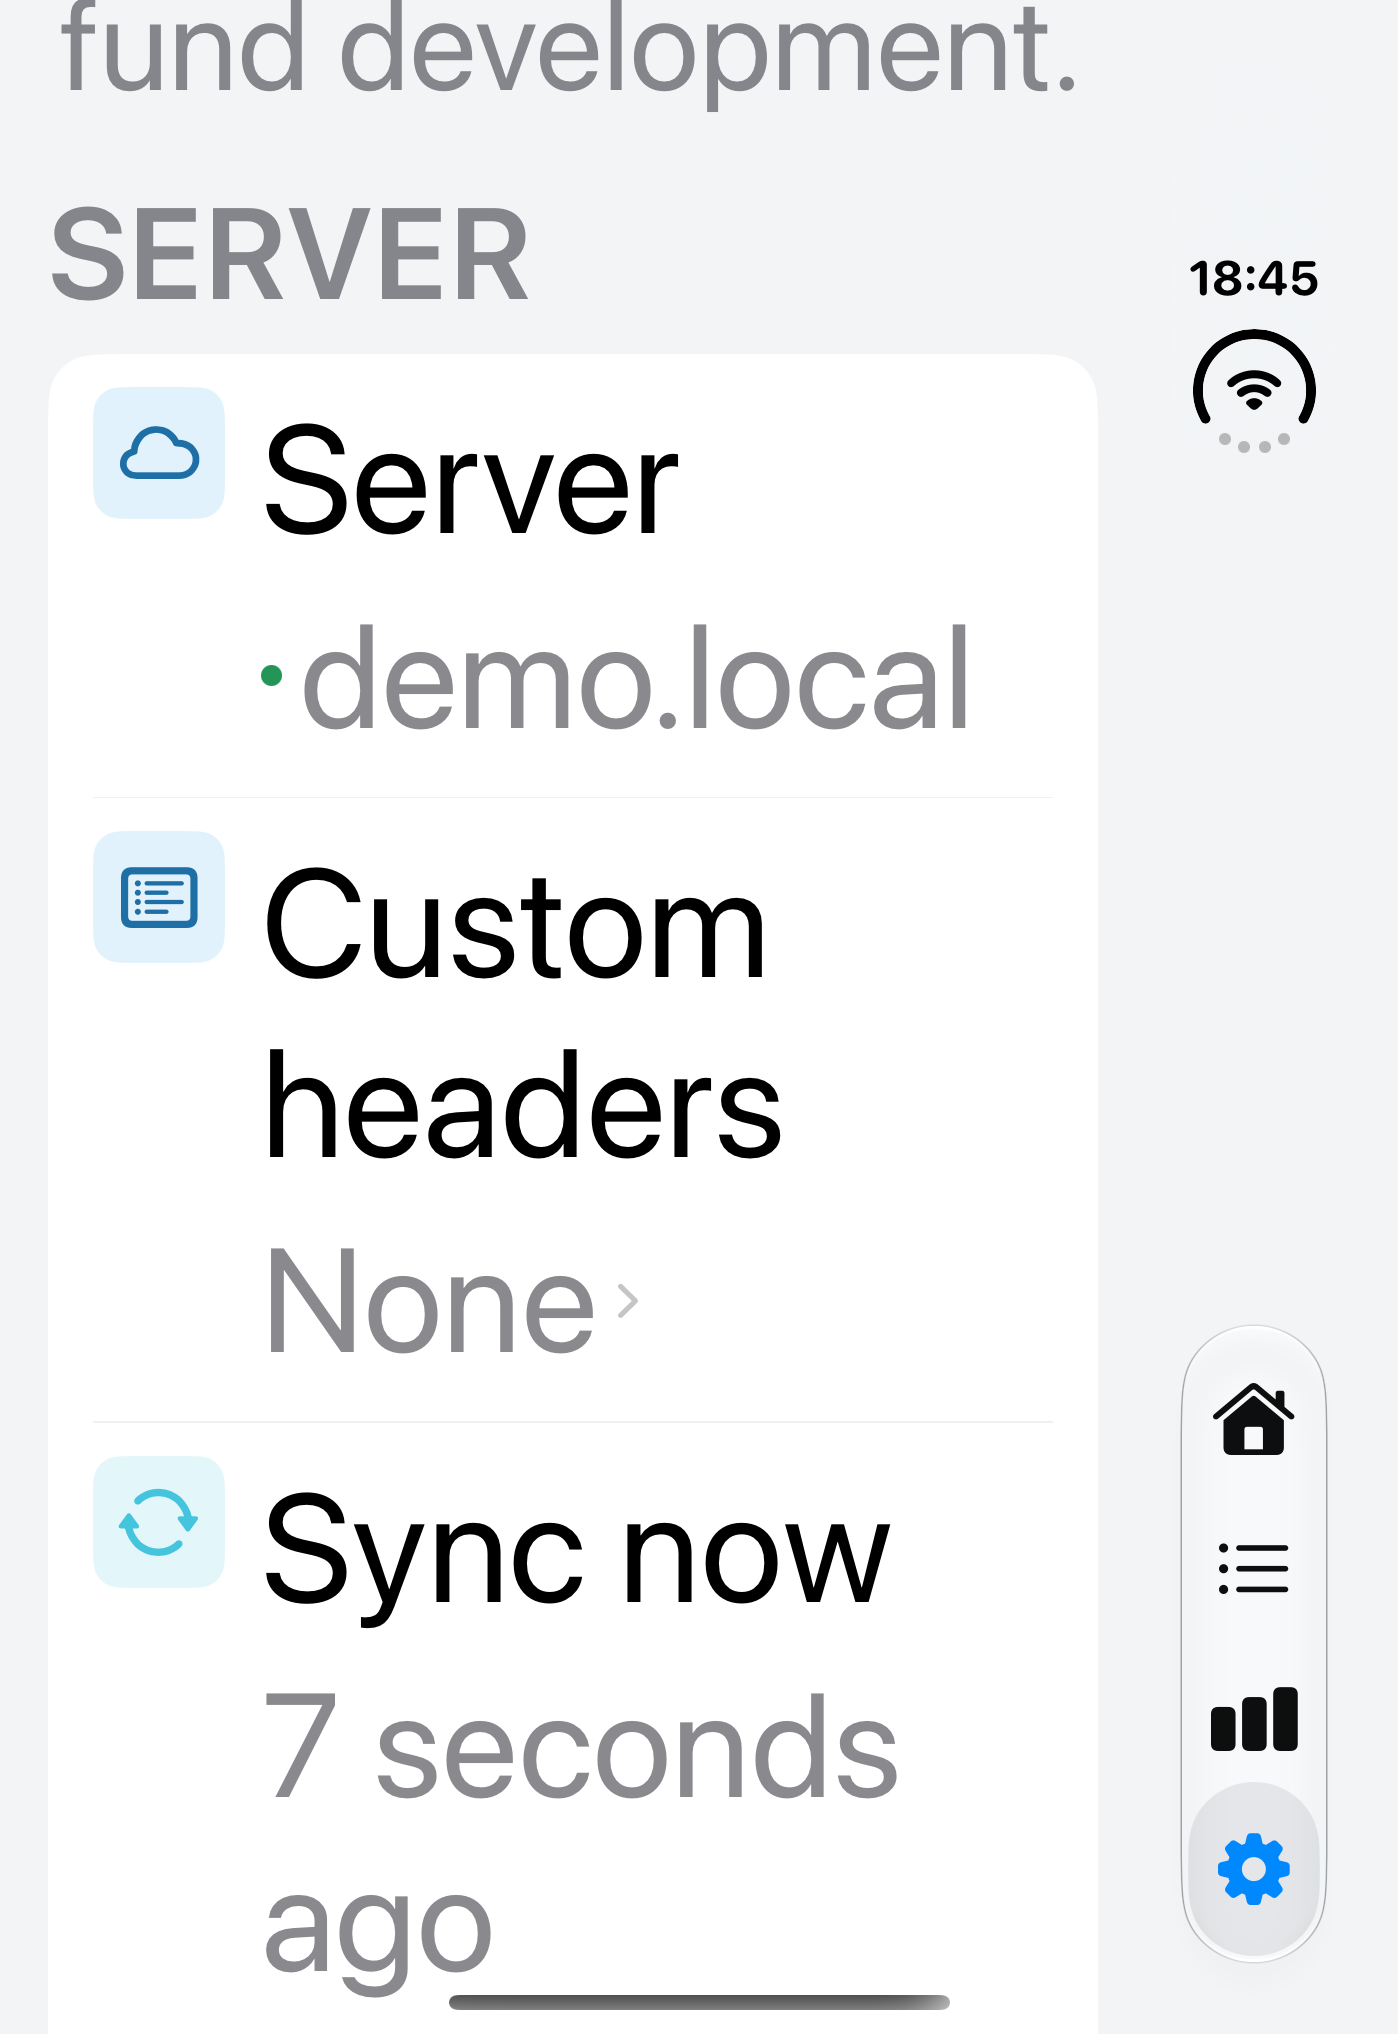 fund development.
SERVER
18:45
Server
demo.local
Custom
headers
None
Sync now
7 seconds
ago